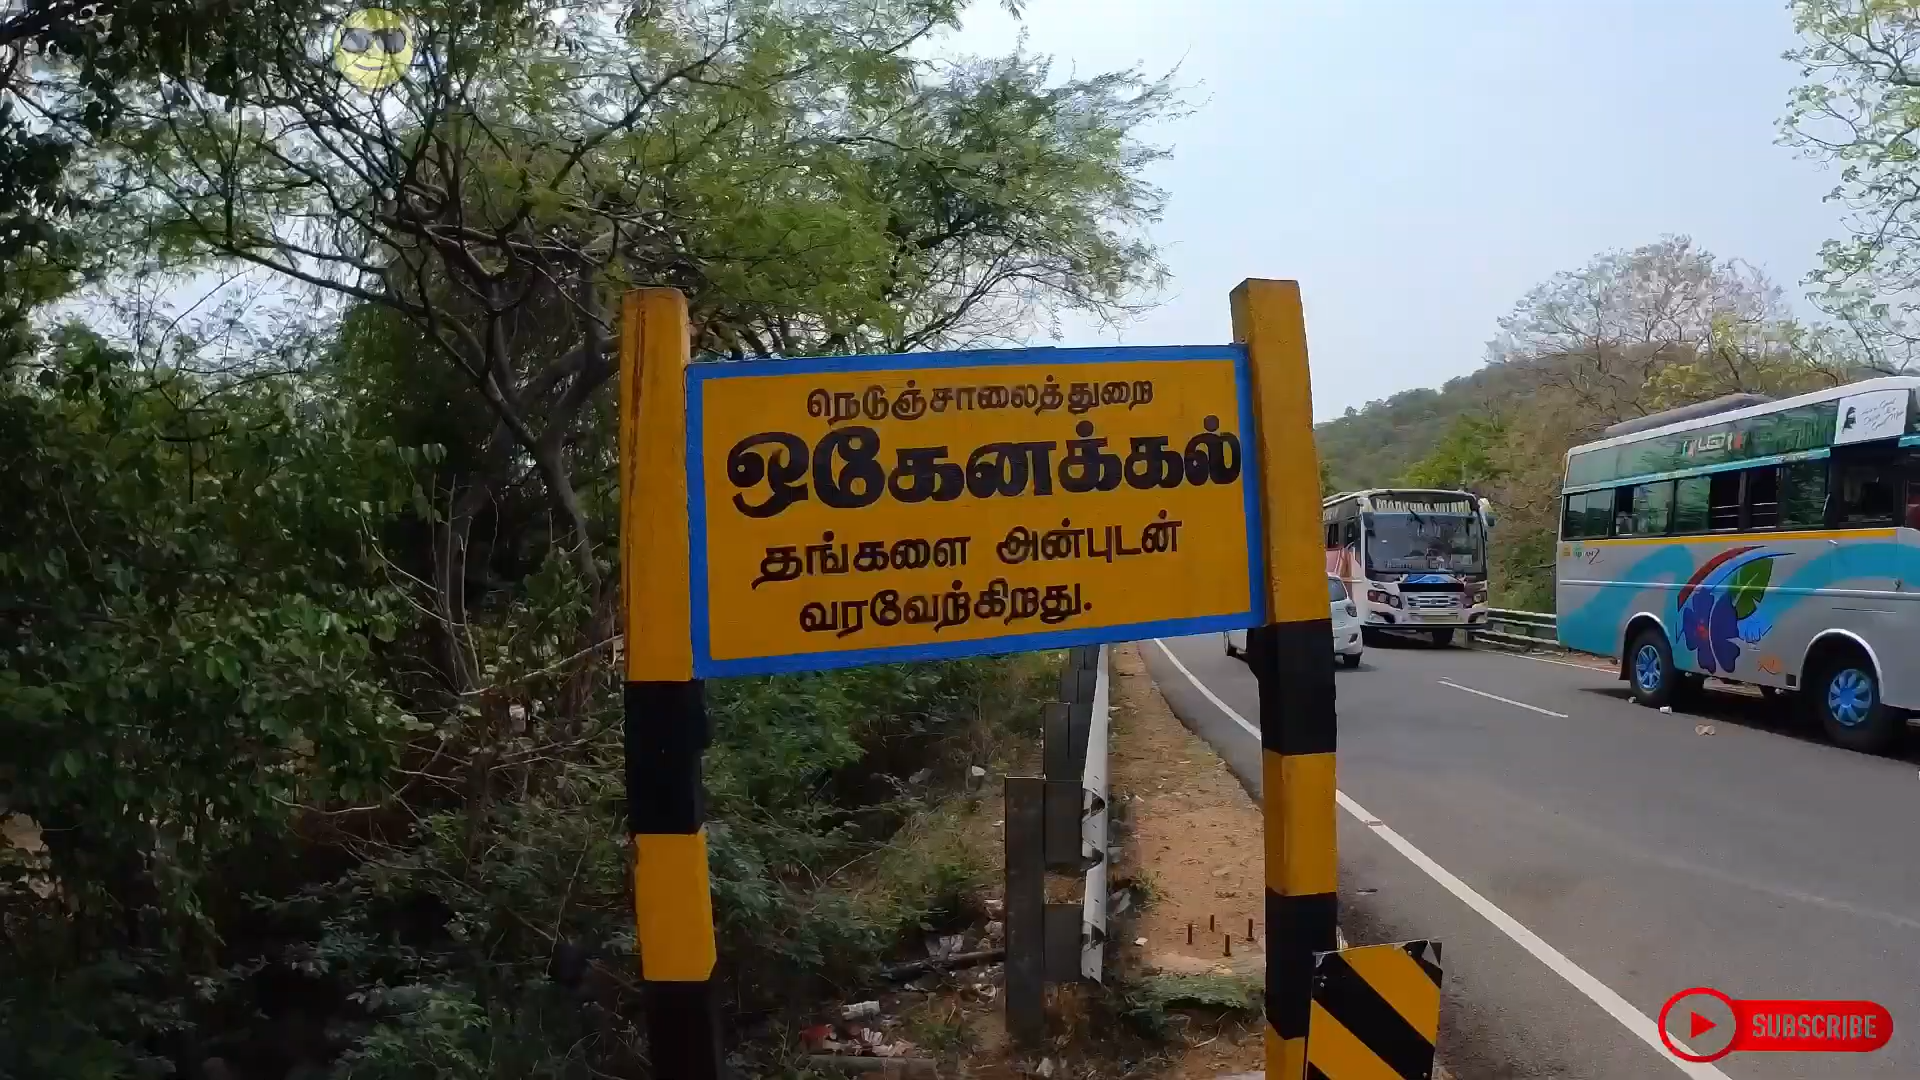 நெடுஞ்சாலைத்துறை
ஒகேனக்கல்
தங்களை அன்புடன்
வரவேற்கிறது.
SUBSCRIBE